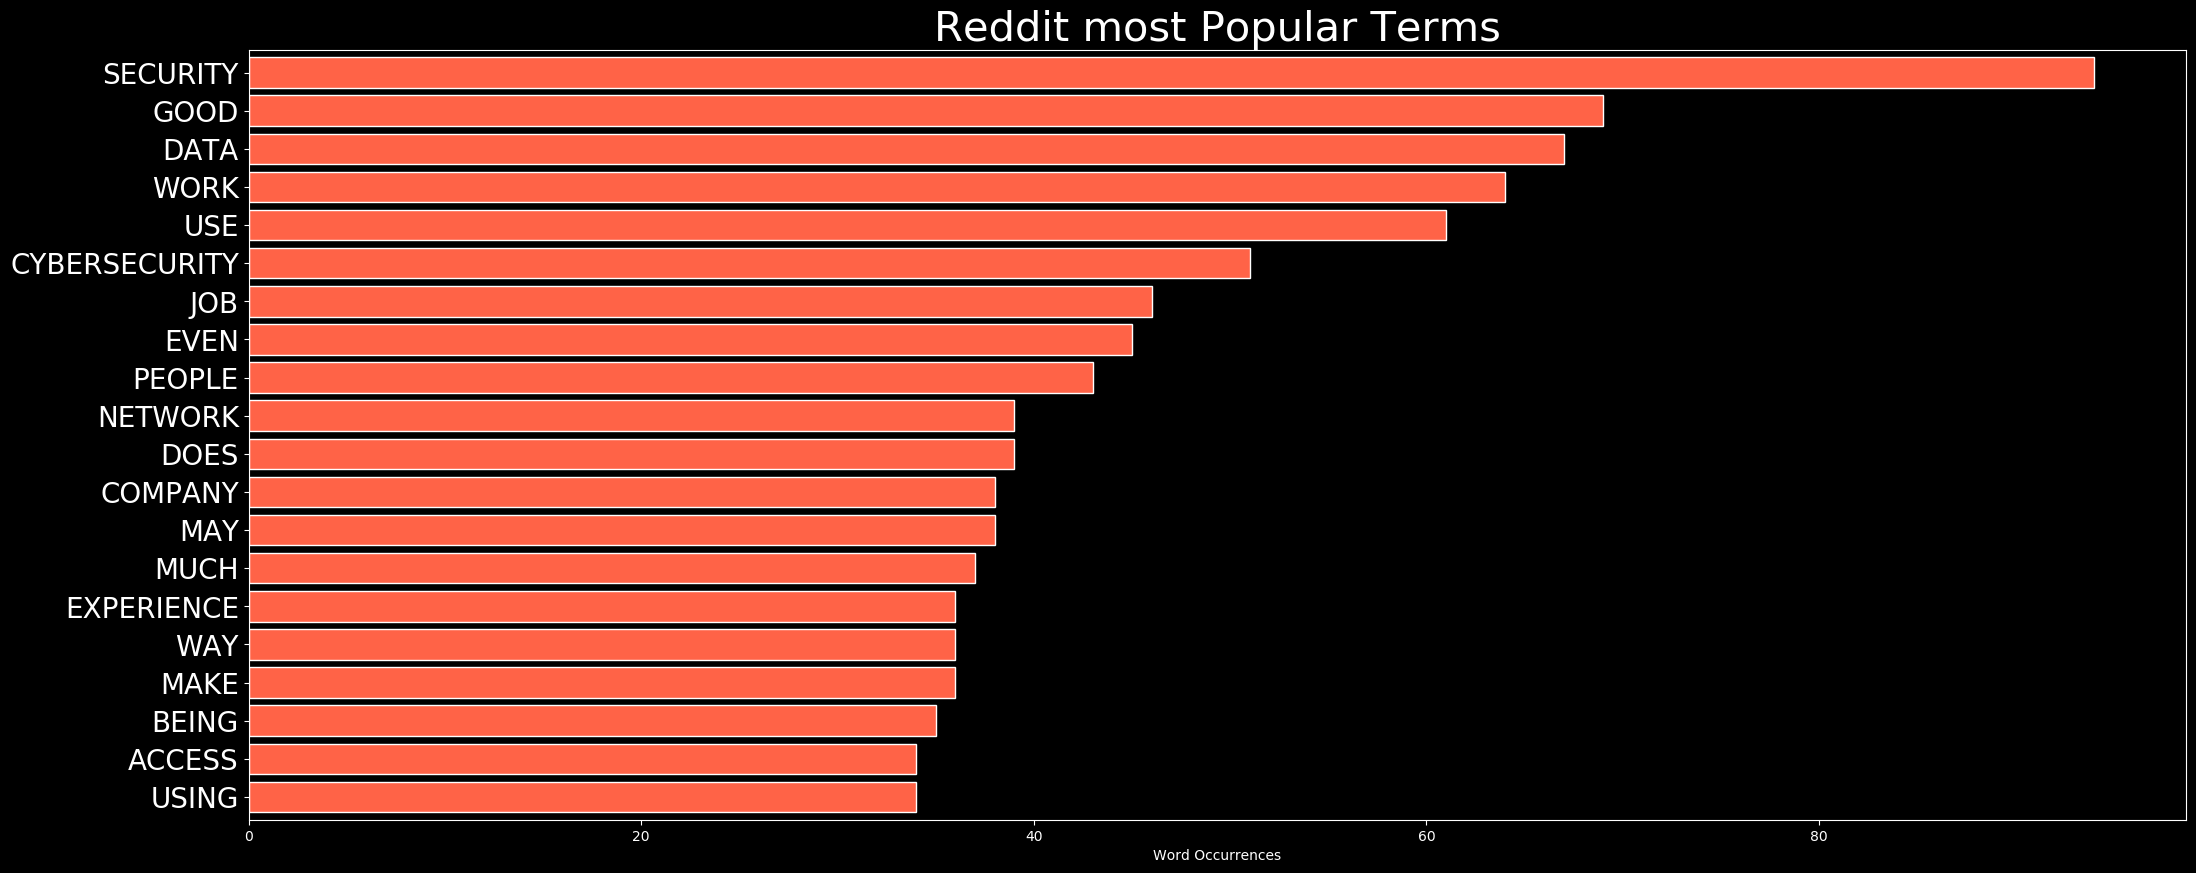 Reddit most Popular Terms
SECURITY
GOOD
DATA
WORK
USE
CYBERSECURITY
JOB
EVEN
PEOPLE
NETWORK
DOES
COMPANY
MAY
MUCH
EXPERIENCE
WAY
MAKE
BEING
ACCESS
USING
0 20 40 60 80
Word Occurrences